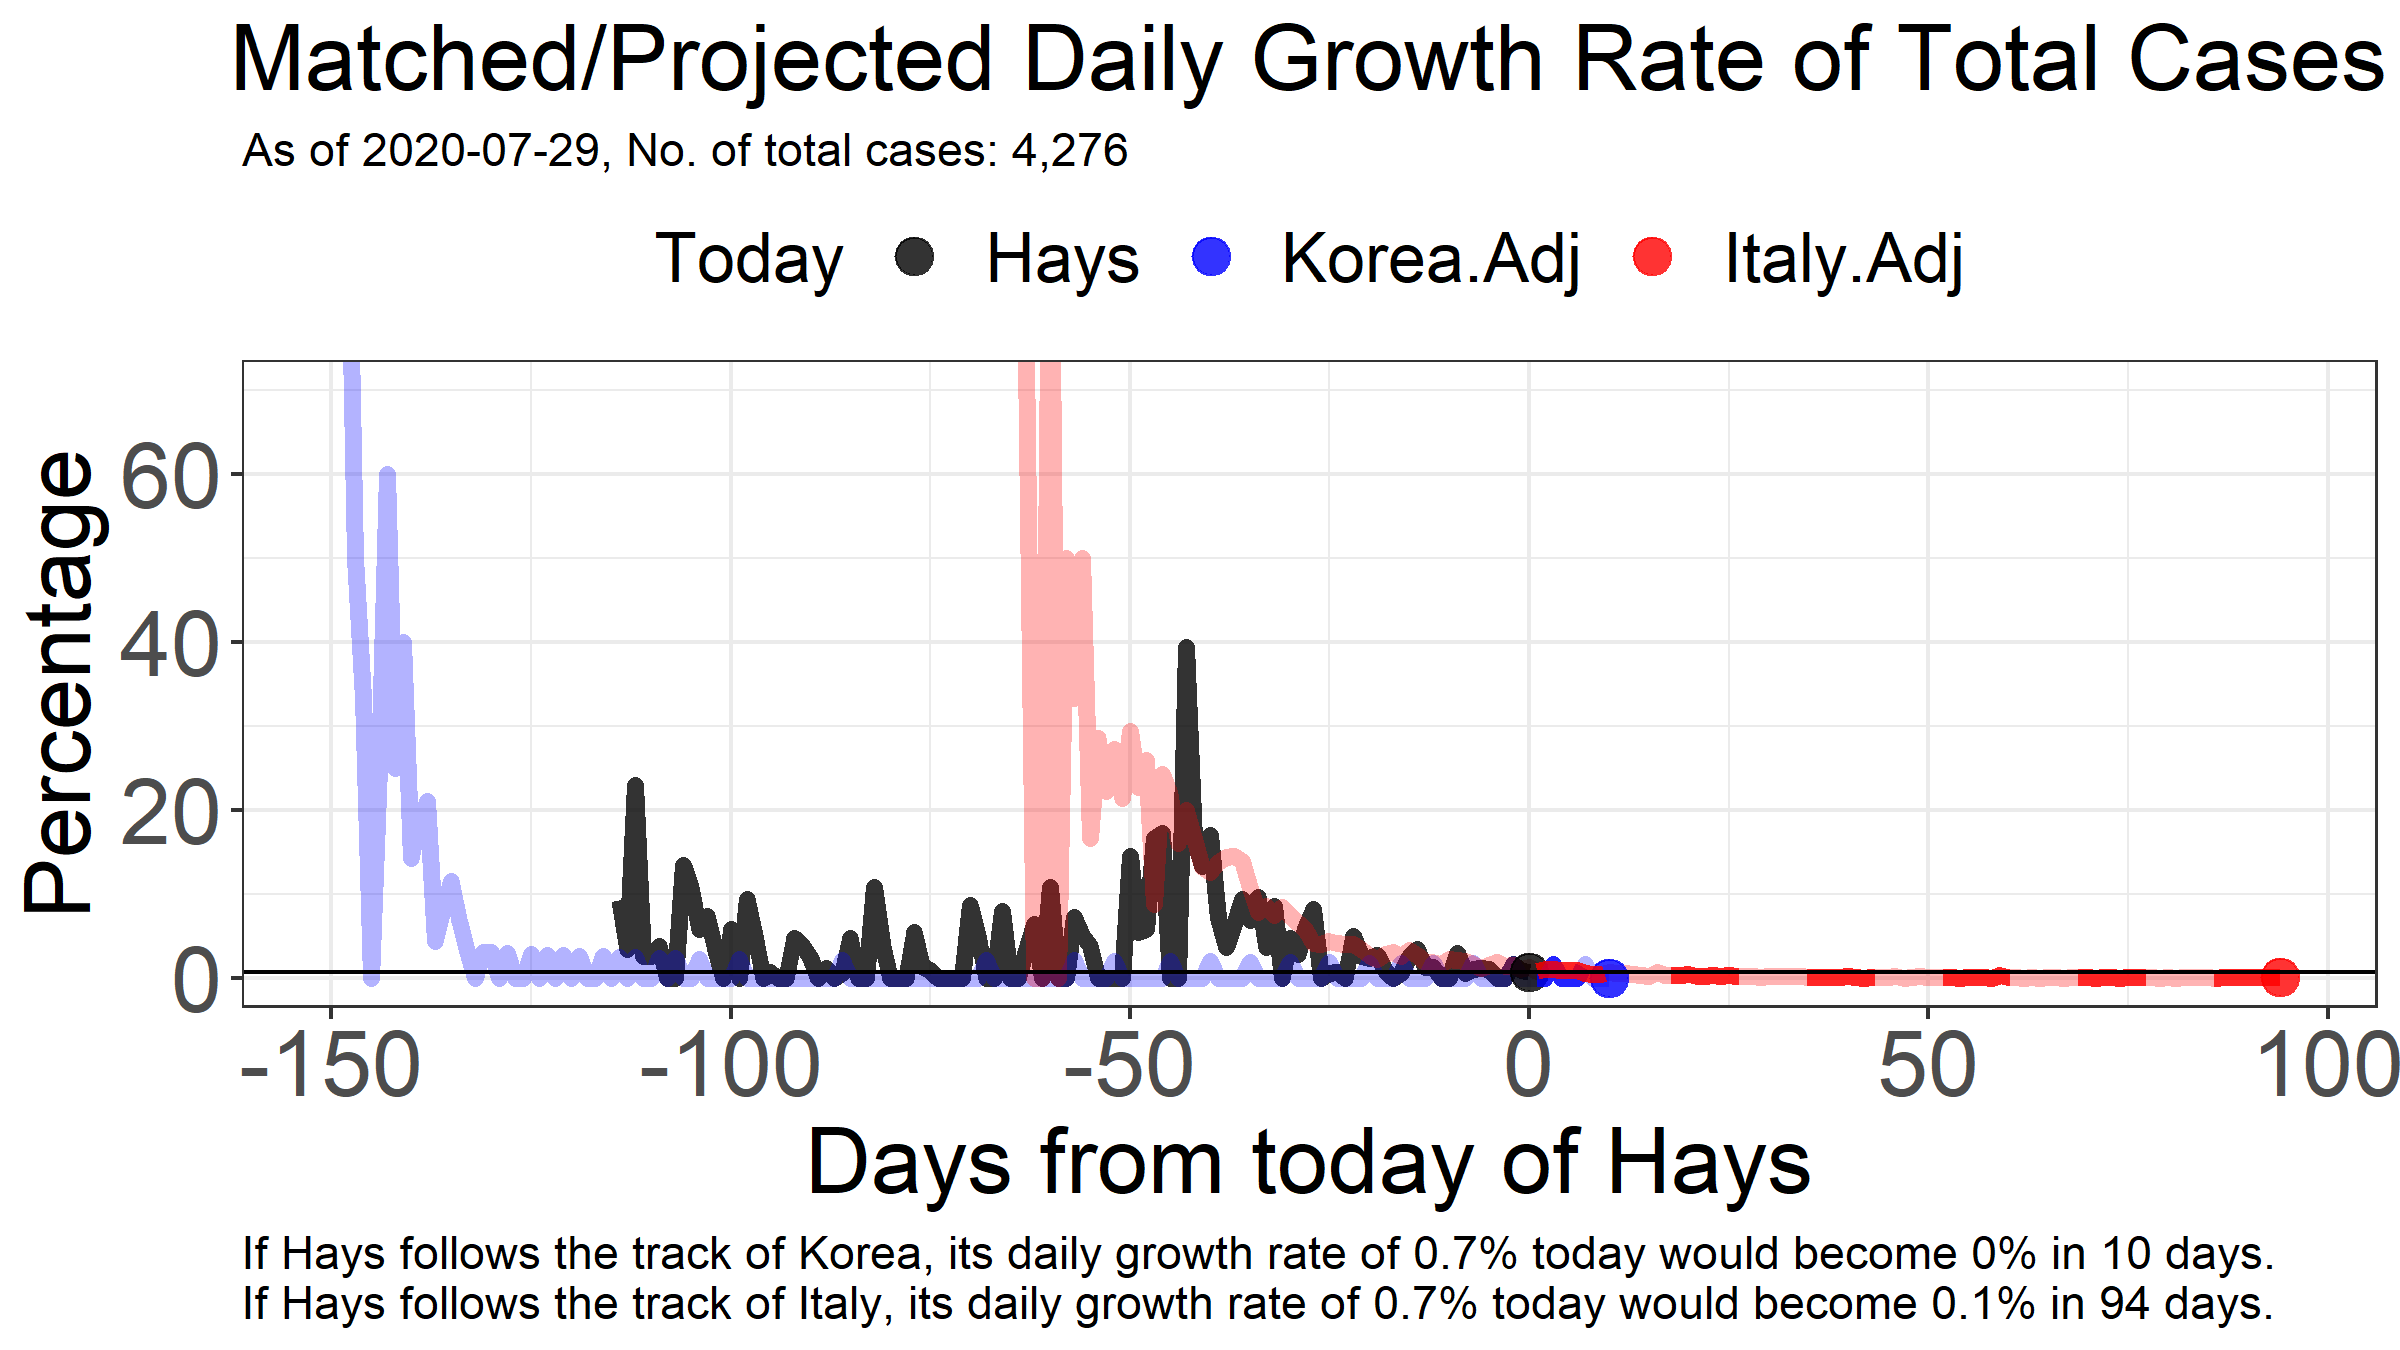 Matched/Projected Daily Growth Rate of Total Cases
As of 2020-07-29, No. of total cases: 4,276
Today Hays Korea.Adj Italy.Adj
Percentage
60
40
20
0
-150 -100 -50 0 50 100
Days from today of Hays
If Hays follows the track of Korea, its daily growth rate of 0.7% today would become 0% in 10 days.
If Hays follows the track of Italy, its daily growth rate of 0.7% today would become 0.1% in 94 days.